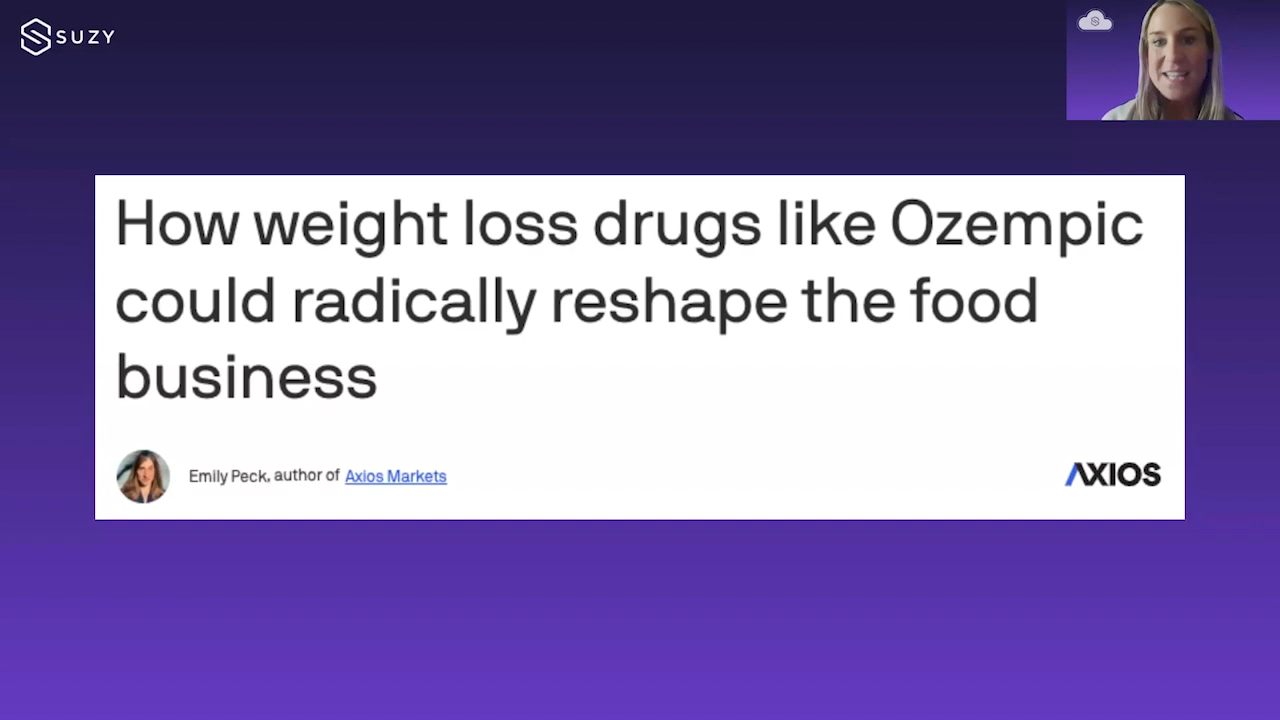 SUZY
How weight loss drugs like Ozempic
could radically reshape the food
business
Emily Peck, author of Axios Markets
AXIOS